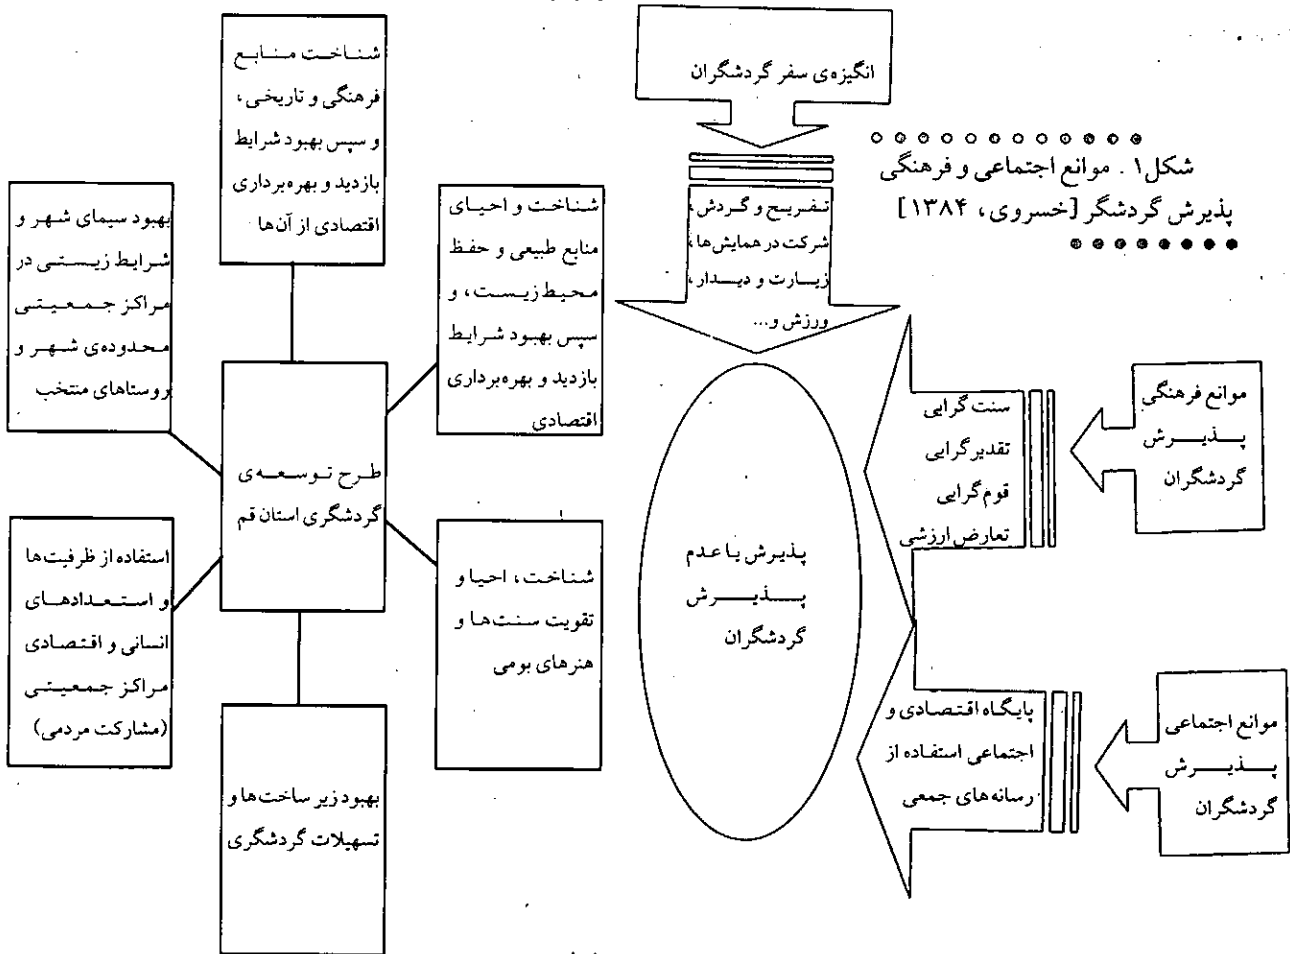 انگیزه‌ی سفر گردشگران
شکل۱ . موانع اجتماعی و فرهنگی
پذیرش گردشگر [خسروی، ۱۳۸۴]
تفریح و گردش،
شرکت در همایش‌ها،
زیارت و دیدار،
ورزش و...
موانع فرهنگی
پذیرش
گردشگران
سنت گرایی
تقدیرگرایی
قوم‌گرایی
تعارض ارزشی
موانع اجتماعی
پذیرش
گردشگران
پایگاه اقتصادی و
اجتماعی استفاده از
رسانه‌های جمعی
پذیرش یا عدم
پذیرش
گردشگران
شناخت منابع
فرهنگی و تاریخی،
و سپس بهبود شرایط
بازدید و بهره‌برداری
اقتصادی از آن‌ها
شناخت و احیای
منابع طبیعی و حفظ
محیط‌زیست، و
سپس بهبود شرایط
بازدید و بهره‌برداری
اقتصادی
بهبود سیمای شهر و
شرایط زیستی در
مراکز جمعیتی
محدوده‌ی شهر و
روستاهای منتخب
طرح توسعه‌ی
گردشگری استان قم
شناخت، احیا و
تقویت سنت‌ها و
هنرهای بومی
استفاده از ظرفیت‌ها
و استعدادهای
انسانی و اقتصادی
مراکز جمعیتی
(مشارکت مردمی)
بهبود زیر ساخت‌ها و
تسهیلات گردشگری